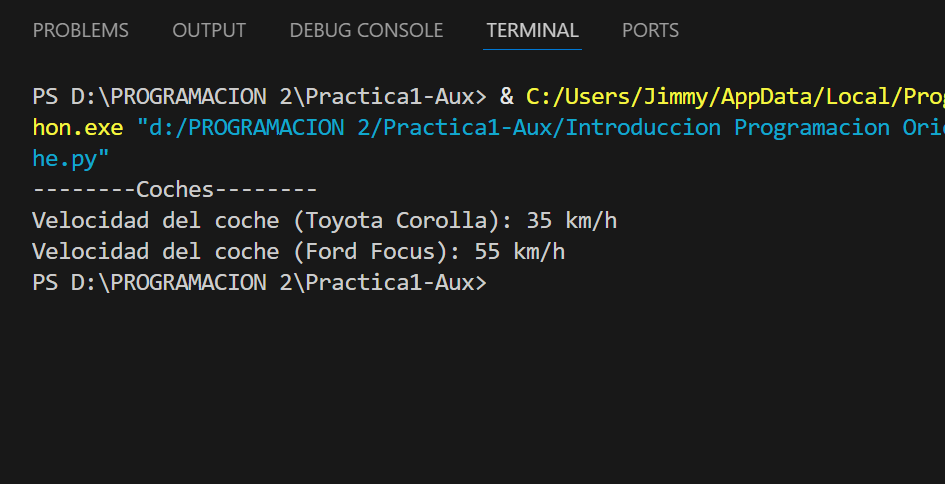 PROBLEMS OUTPUT DEBUG CONSOLE TERMINAL PORTS
PS D:\PROGRAMACION 2\Practica1-Aux> & C:/Users/Jimmy/AppData/Local/Prog
hon.exe "d:/PROGRAMACION 2/Practica1-Aux/Introduccion Programacion Orie
he.py"
--------Coches--------
Velocidad del coche (Toyota Corolla): 35 km/h
Velocidad del coche (Ford Focus): 55 km/h
PS D:\PROGRAMACION 2\Practica1-Aux>